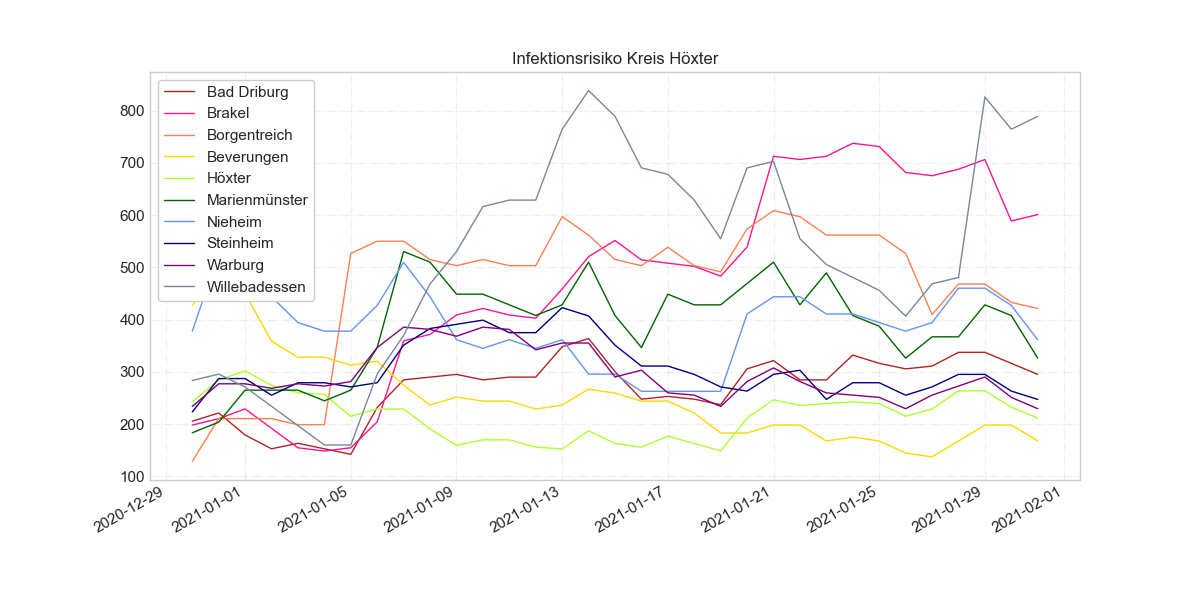 Infektionsrisiko Kreis Höxter
Bad Driburg
Brakel
Borgentreich
Beverungen
Höxter
Marienmünster
Nieheim
Steinheim
Warburg
Willebadessen
800
700
600
500
400
300
200
100
2020-12-29
2021-01-01
2021-01-05
2021-01-09
2021-01-13
2021-01-17
2021-01-21
2021-01-25
2021-01-29
2021-02-01